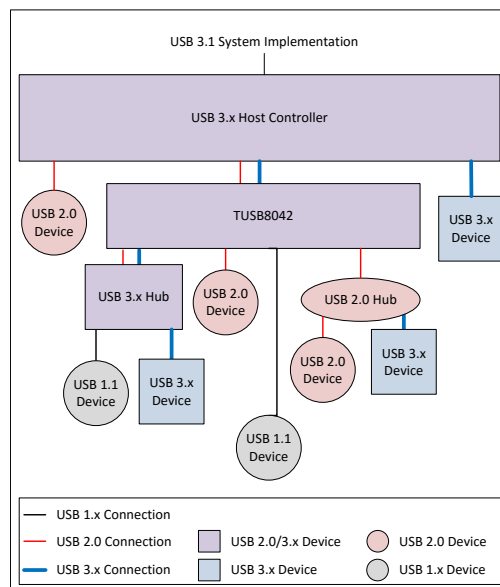 USB 3.1 System Implementation
USB 3.x Host Controller
USB 2.0
Device
TUSB8042
USB 3.x
Device
USB 3.x Hub
USB 2.0
Device
USB 2.0 Hub
USB 1.1
Device
USB 3.x
Device
USB 2.0
Device
USB 3.x
Device
USB 1.1
Device
USB 1.x Connection
USB 2.0 Connection
USB 2.0/3.x Device
USB 2.0 Device
USB 3.x Connection
USB 3.x Device
USB 1.x Device